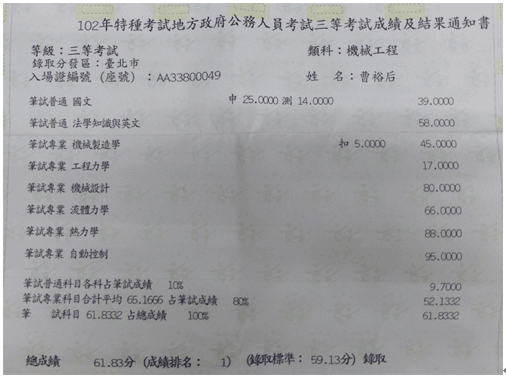 102年特種考試地方政府公務人員考試三等考試成績及結果通知書
等級：三等考試 類科：機械工程
錄取分發區：臺北市
入場證編號（座號）：AA33800049 姓 名：曹裕后
筆試普通 國文 申 25.0000 測 14.0000 39.0000
筆試普通 法學知識與英文 58.0000
筆試專業 機械製造學 扣 5.0000 45.0000
筆試專業 工程力學 17.0000
筆試專業 機械設計 80.0000
筆試專業 流體力學 66.0000
筆試專業 熱力學 88.0000
筆試專業 自動控制 95.0000
筆試普通科目各科占筆試成績 10% 9.7000
筆試專業科目合計平均 65.1666 占筆試成績 80% 52.1332
筆 試科目 61.8332 占總成績 100% 61.8332
總成績 61.83分 (成績排名： 1) (錄取標準： 59.13分) 錄取